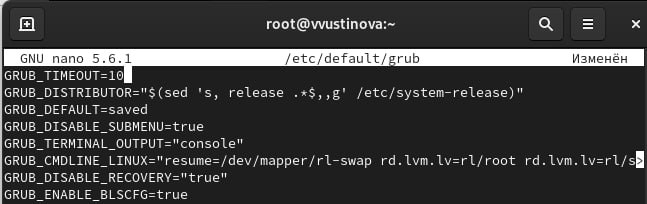 root@vvustinova:~
GNU nano 5.6.1 /etc/default/grub Изменён
GRUB_TIMEOUT=10
GRUB_DISTRIBUTOR="$(sed 's, release .*$,,g' /etc/system-release)"
GRUB_DEFAULT=saved
GRUB_DISABLE_SUBMENU=true
GRUB_TERMINAL_OUTPUT="console"
GRUB_CMDLINE_LINUX="resume=/dev/mapper/rl-swap rd.lvm.lv=rl/root rd.lvm.lv=rl/s>
GRUB_DISABLE_RECOVERY="true"
GRUB_ENABLE_BLSCFG=true